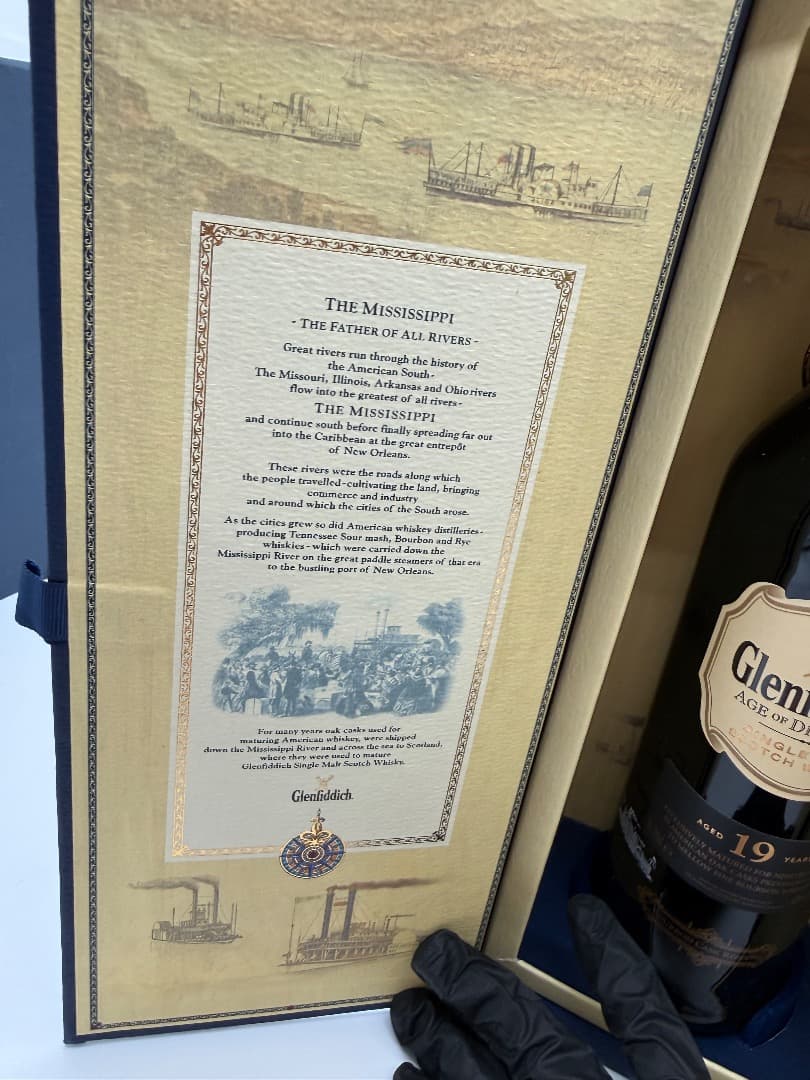 THE MISSISSIPPI
- THE FATHER OF ALL RIVERS -
Great rivers run through the history of
the American South-
The Missouri, Illinois, Arkansas and Ohio rivers
flow into the greatest of all rivers-
THE MISSISSIPPI
and continue south before finally spreading far out
into the Caribbean at the great entrepôt
of New Orleans.
These rivers were the roads along which
the people travelled-cultivating the land, bringing
commerce and industry
and around which the cities of the South arose.
As the cities grew so did American whiskey distilleries-
producing Tennessee Sour mash, Bourbon and Rye
whiskies - which were carried down the
Mississippi River on the great paddle steamers of that era
to the bustling port of New Orleans.
For many years oak casks used for
maturing American whiskey, were shipped
down the Mississippi River and across the sea to Scotland,
where they were used to mature
Glenfiddich Single Malt Scotch Whisky.
Glenfiddich
Glen
AGE OF
SINGLE
SCOTCH
AGED 19 YEARS